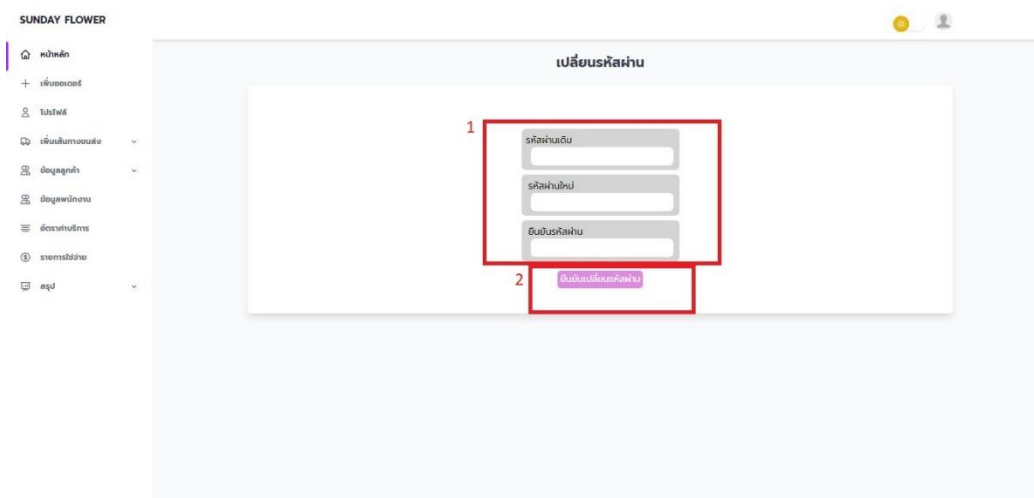 SUNDAY FLOWER
หน้าหลัก
เพิ่มออเดอร์
โปรไฟล์
เพิ่มเส้นทางขนส่ง
ข้อมูลลูกค้า
ข้อมูลพนักงาน
อัตราค่าบริการ
รายการใช้จ่าย
สรุป
เปลี่ยนรหัสผ่าน
1
รหัสผ่านเดิม
รหัสผ่านใหม่
ยืนยันรหัสผ่าน
2
ยืนยันเปลี่ยนรหัสผ่าน